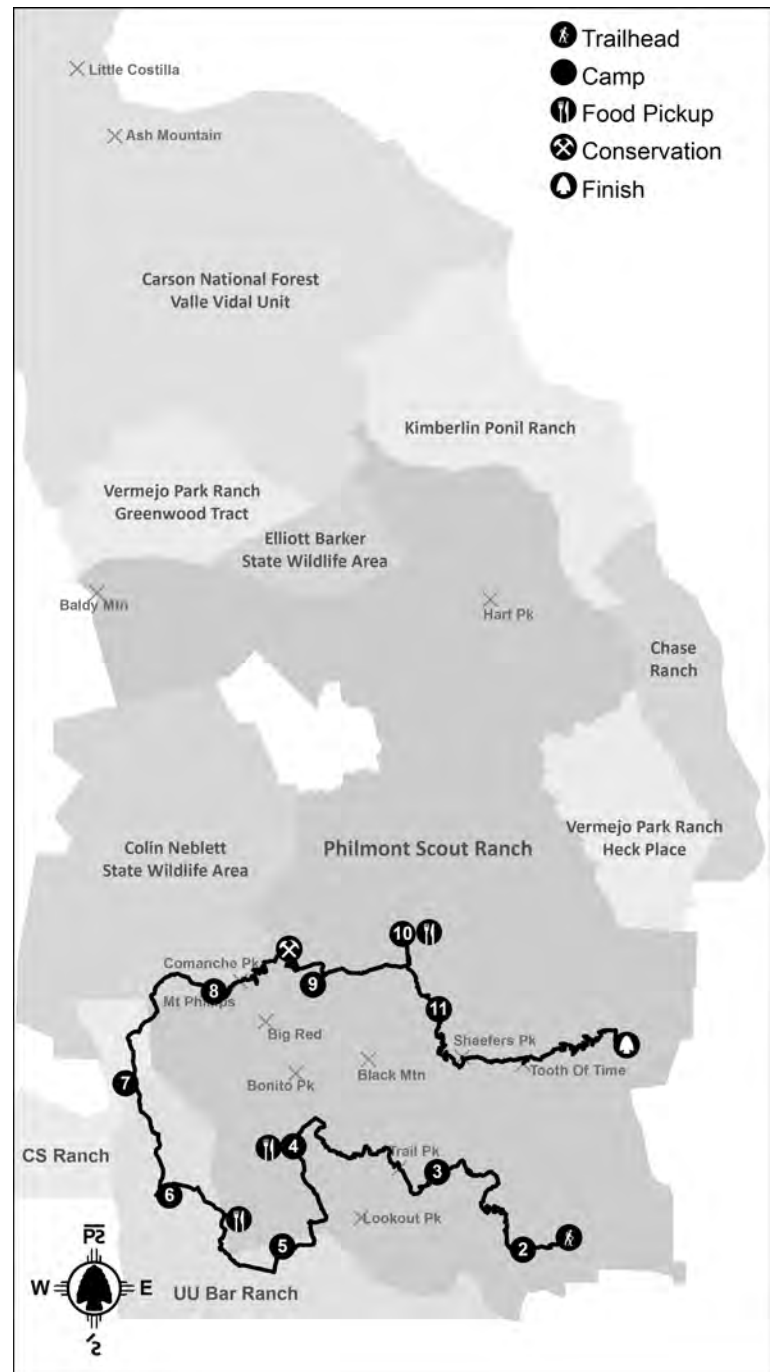 Trailhead
Camp
Food Pickup
Conservation
Finish
Little Costilla
Ash Mountain
Carson National Forest
Valle Vidal Unit
Kimberlin Ponil Ranch
Vermejo Park Ranch
Greenwood Tract
Elliott Barker
State Wildlife Area
Baldy Mtn
Hart Pk
Chase
Ranch
Colin Neblett
State Wildlife Area
Philmont Scout Ranch
Vermejo Park Ranch
Heck Place
10
Comanche Pk
9
8
Mt Phillips
11
Big Red
Sheefers Pk
Black Mtn
Tooth Of Time
Bonito Pk
7
CS Ranch
4
Trail Pk
3
6
Lookout Pk
5
2
W
E
UU Bar Ranch